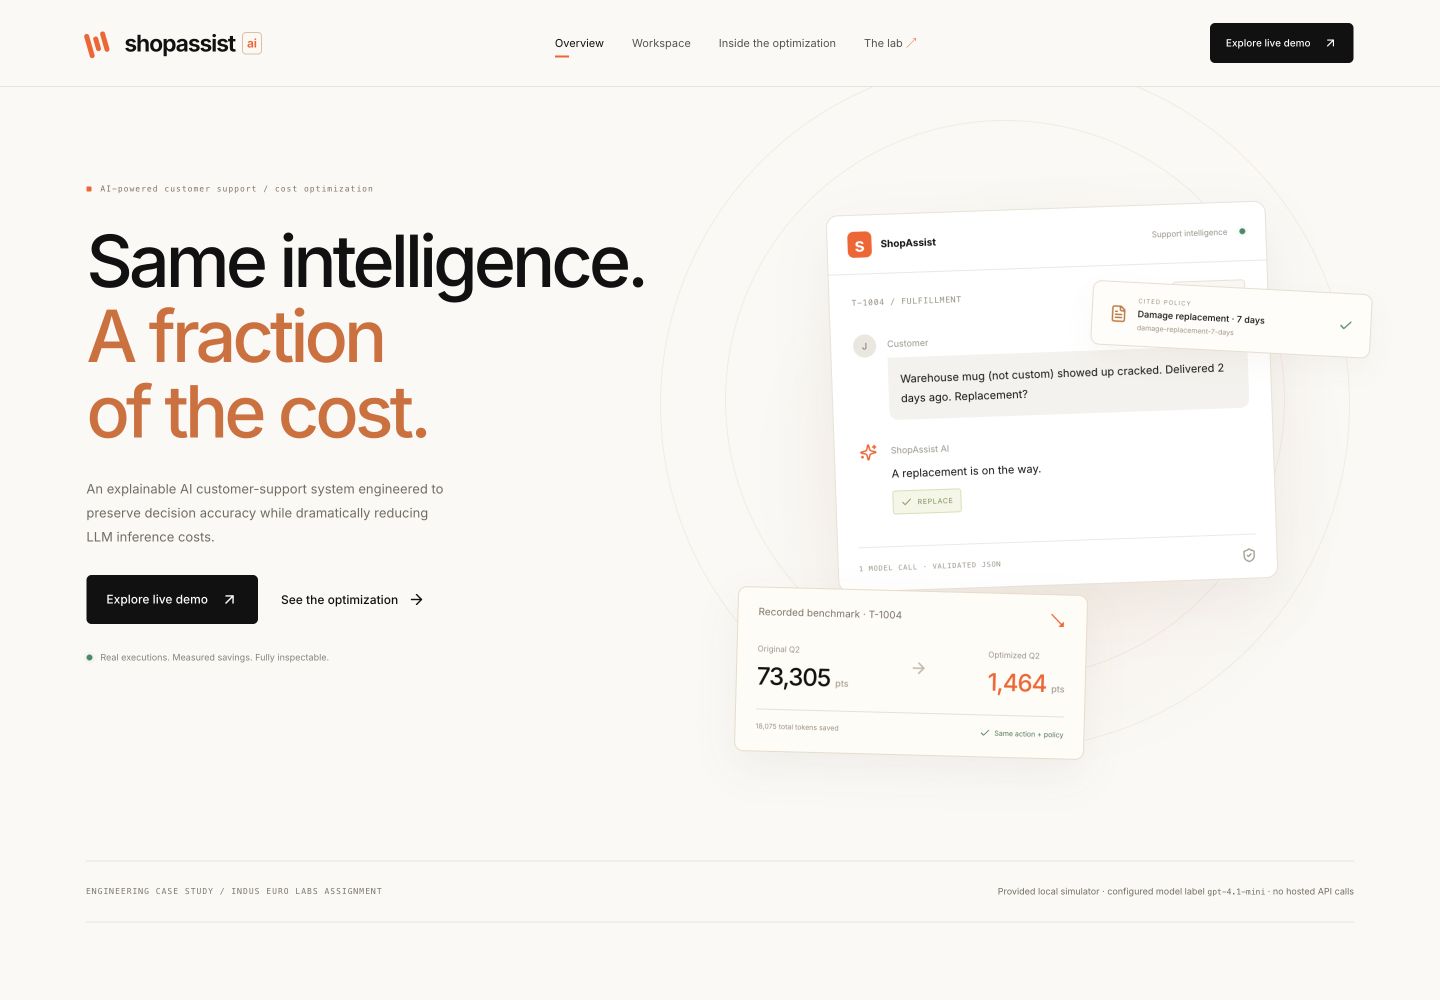 shopassist ai
Overview
Workspace
Inside the optimization
The lab
Explore live demo
AI-powered customer support / cost optimization
Same intelligence.
A fraction
of the cost.
An explainable AI customer-support system engineered to
preserve decision accuracy while dramatically reducing
LLM inference costs.
Explore live demo
See the optimization
Real executions. Measured savings. Fully inspectable.
S
ShopAssist
Support intelligence
T-1004 / FULFILLMENT
CITED POLICY
Damage replacement · 7 days
damage-replacement-7-days
J
Customer
Warehouse mug (not custom) showed up cracked. Delivered 2
days ago. Replacement?
ShopAssist AI
A replacement is on the way.
REPLACE
1 MODEL CALL · VALIDATED JSON
Recorded benchmark · T-1004
Original Q2
73,305 pts
Optimized Q2
1,464 pts
18,075 total tokens saved
Same action + policy
ENGINEERING CASE STUDY / INDUS EURO LABS ASSIGNMENT
Provided local simulator · configured model label gpt-4.1-mini · no hosted API calls